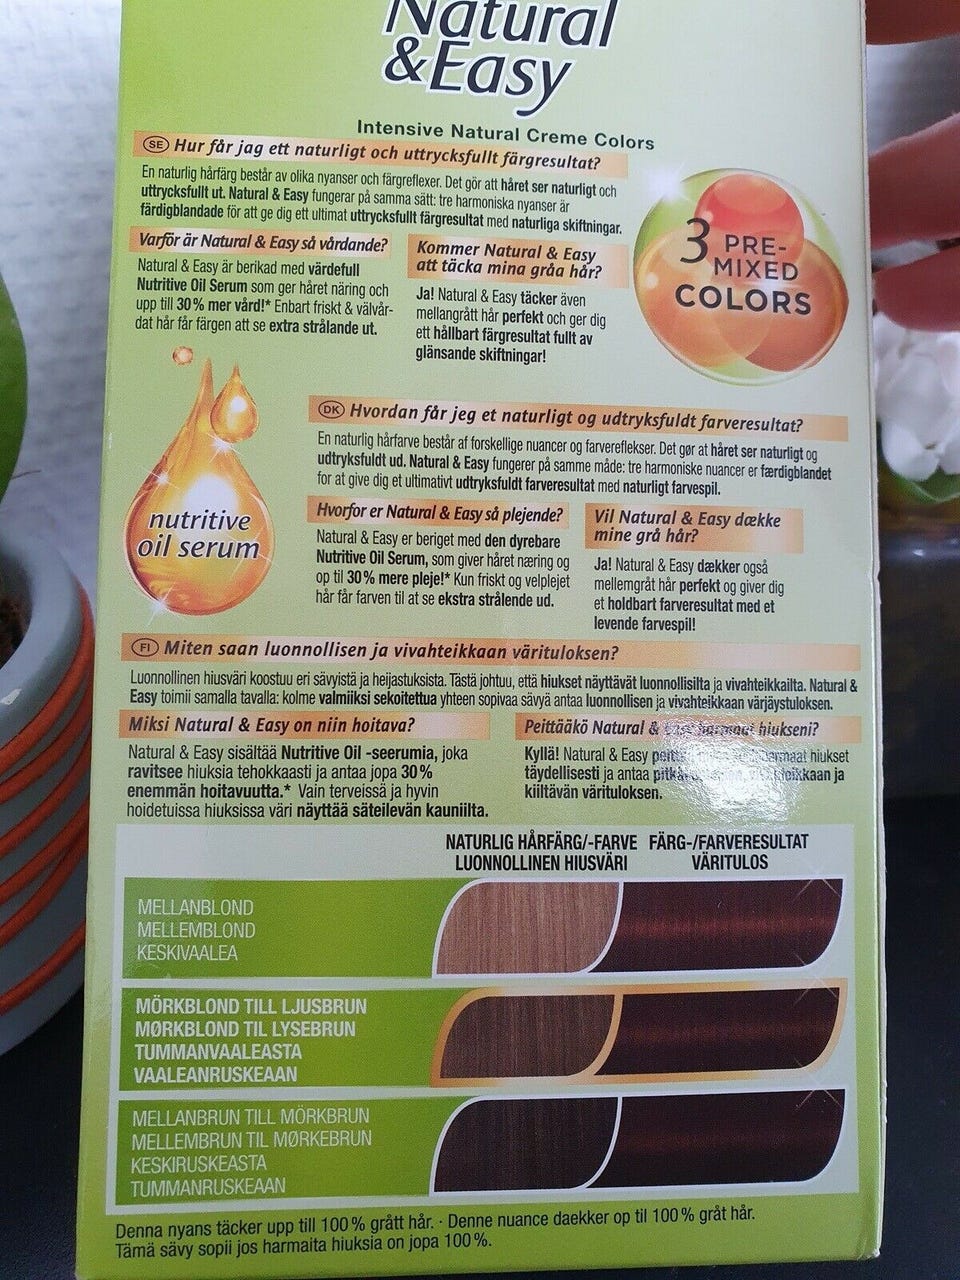 Natural
&Easy
Intensive Natural Creme Colors
SE Hur får jag ett naturligt och uttrycksfullt färgresultat?
En naturlig hårfärg består av olika nyanser och färgreflexer. Det gör att håret ser naturligt och
uttrycksfullt ut. Natural & Easy fungerar på samma sätt: tre harmoniska nyanser är
färdigblandade för att ge dig ett ultimat uttrycksfullt färgresultat med naturliga skiftningar.
Varför är Natural & Easy så vårdande?
Natural & Easy är berikad med värdefull
Nutritive Oil Serum som ger håret näring och
upp till 30% mer vård!* Enbart friskt & välvår-
dat hår får färgen att se extra strålande ut.
Kommer Natural & Easy
att täcka mina gråa hår?
Ja! Natural & Easy täcker även
mellangrått hår perfekt och ger dig
ett hållbart färgresultat fullt av
glänsande skiftningar!
3 PRE-
MIXED
COLORS
nutritive
oil serum
DK Hvordan får jeg et naturligt og udtryksfuldt farveresultat?
En naturlig hårfarve består af forskellige nuancer og farvereflekser. Det gør at håret ser naturligt og
udtryksfuldt ud. Natural & Easy fungerer på samme måde: tre harmoniske nuancer er færdigblandet
for at give dig et ultimativt udtryksfuldt farveresultat med naturligt farvespil.
Hvorfor er Natural & Easy så plejende?
Natural & Easy er beriget med den dyrebare
Nutritive Oil Serum, som giver håret næring og
op til 30% mere pleje!* Kun friskt og velplejet
hår får farven til at se ekstra strålende ud.
Vil Natural & Easy dække
mine grå hår?
Ja! Natural & Easy dækker også
mellemgråt hår perfekt og giver dig
et holdbart farveresultat med et
levende farvespil!
FI Miten saan luonnollisen ja vivahteikkaan värituloksen?
Luonnollinen hiusväri koostuu eri sävyistä ja heijastuksista. Tästä johtuu, että hiukset näyttävät luonnollisilta ja vivahteikkailta. Natural &
Easy toimii samalla tavalla: kolme valmiiksi sekoitettua yhteen sopivaa sävyä antaa luonnollisen ja vivahteikkaan värjäystuloksen.
Miksi Natural & Easy on niin hoitava?
Natural & Easy sisältää Nutritive Oil -seerumia, joka
ravitsee hiuksia tehokkaasti ja antaa jopa 30%
enemmän hoitavuutta.* Vain terveissä ja hyvin
hoidetuissa hiuksissa väri näyttää säteilevän kauniilta.
Peittääkö Natural & Easy harmaat hiukseni?
Kyllä! Natural & Easy harmaat hiukset
täydellisesti ja antaa ja
kiiltävän värituloksen.
NATURLIG HÅRFÄRG/-FARVE
LUONNOLLINEN HIUSVÄRI
FÄRG-/FARVERESULTAT
VÄRITULOS
MELLANBLOND
MELLEMBLOND
KESKIVAALEA
MÖRKBLOND TILL LJUSBRUN
MØRKBLOND TIL LYSEBRUN
TUMMANVAALEASTA
VAALEANRUSKEAAN
MELLANBRUN TILL MÖRKBRUN
MELLEMBRUN TIL MØRKEBRUN
KESKIRUSKEASTA
TUMMANRUSKEAAN
Denna nyans täcker upp till 100% grått hår. · Denne nuance daekker op til 100% gråt hår.
Tämä sävy sopii jos harmaita hiuksia on jopa 100%.